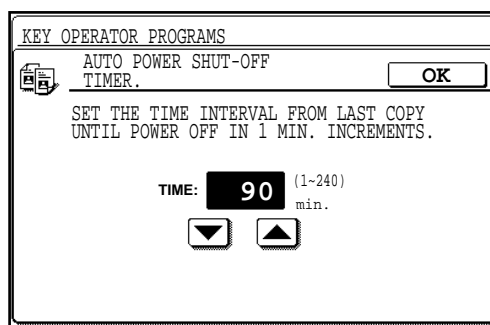 KEY OPERATOR PROGRAMS
AUTO POWER SHUT-OFF
TIMER.
OK
SET THE TIME INTERVAL FROM LAST COPY
UNTIL POWER OFF IN 1 MIN. INCREMENTS.
TIME: 90 (1~240)
min.